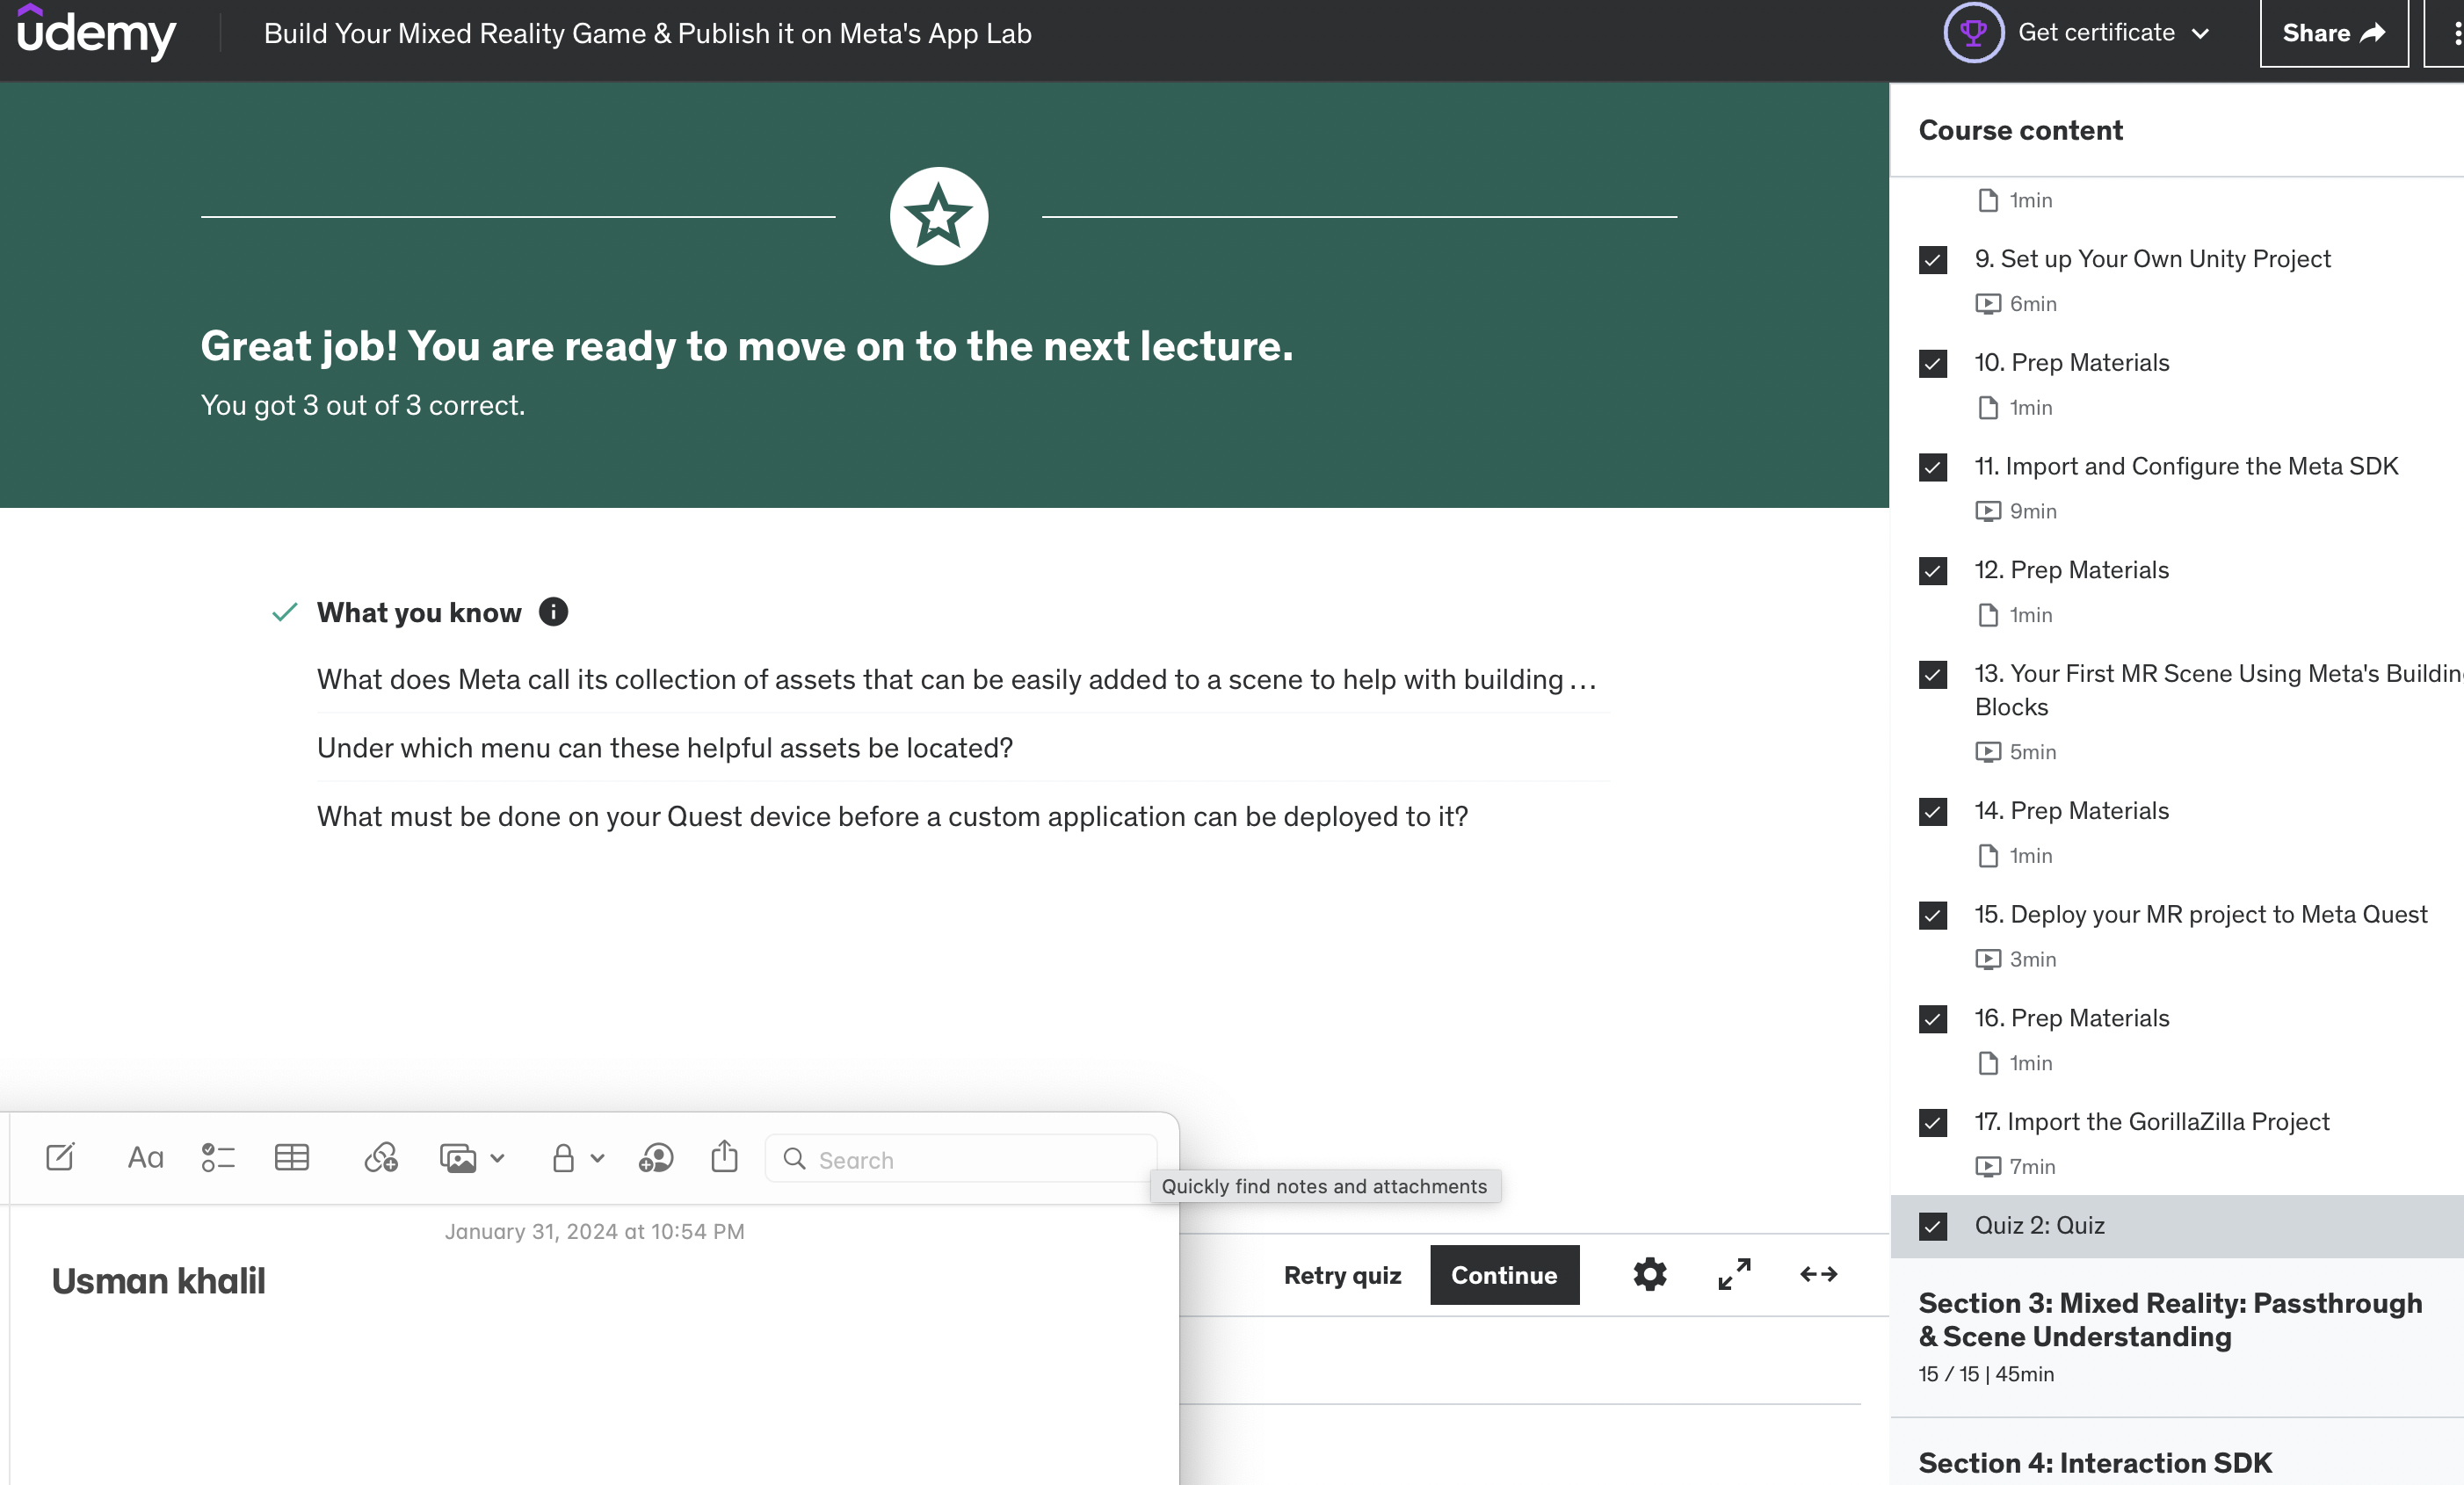 udemy
Build Your Mixed Reality Game & Publish it on Meta's App Lab
Get certificate
Share
Great job! You are ready to move on to the next lecture.
You got 3 out of 3 correct.
What you know
What does Meta call its collection of assets that can be easily added to a scene to help with building ...
Under which menu can these helpful assets be located?
What must be done on your Quest device before a custom application can be deployed to it?
Aa
Search
Quickly find notes and attachments
January 31, 2024 at 10:54 PM
Usman khalil
Retry quiz
Continue
Course content
1min
9. Set up Your Own Unity Project
6min
10. Prep Materials
1min
11. Import and Configure the Meta SDK
9min
12. Prep Materials
1min
13. Your First MR Scene Using Meta's
Blocks
5min
14. Prep Materials
1min
15. Deploy your MR project to Meta Quest
3min
16. Prep Materials
1min
17. Import the GorillaZilla Project
7min
Quiz 2: Quiz
Section 3: Mixed Reality: Passthrough
& Scene Understanding
15 / 15 | 45min
Section 4: Interaction SDK